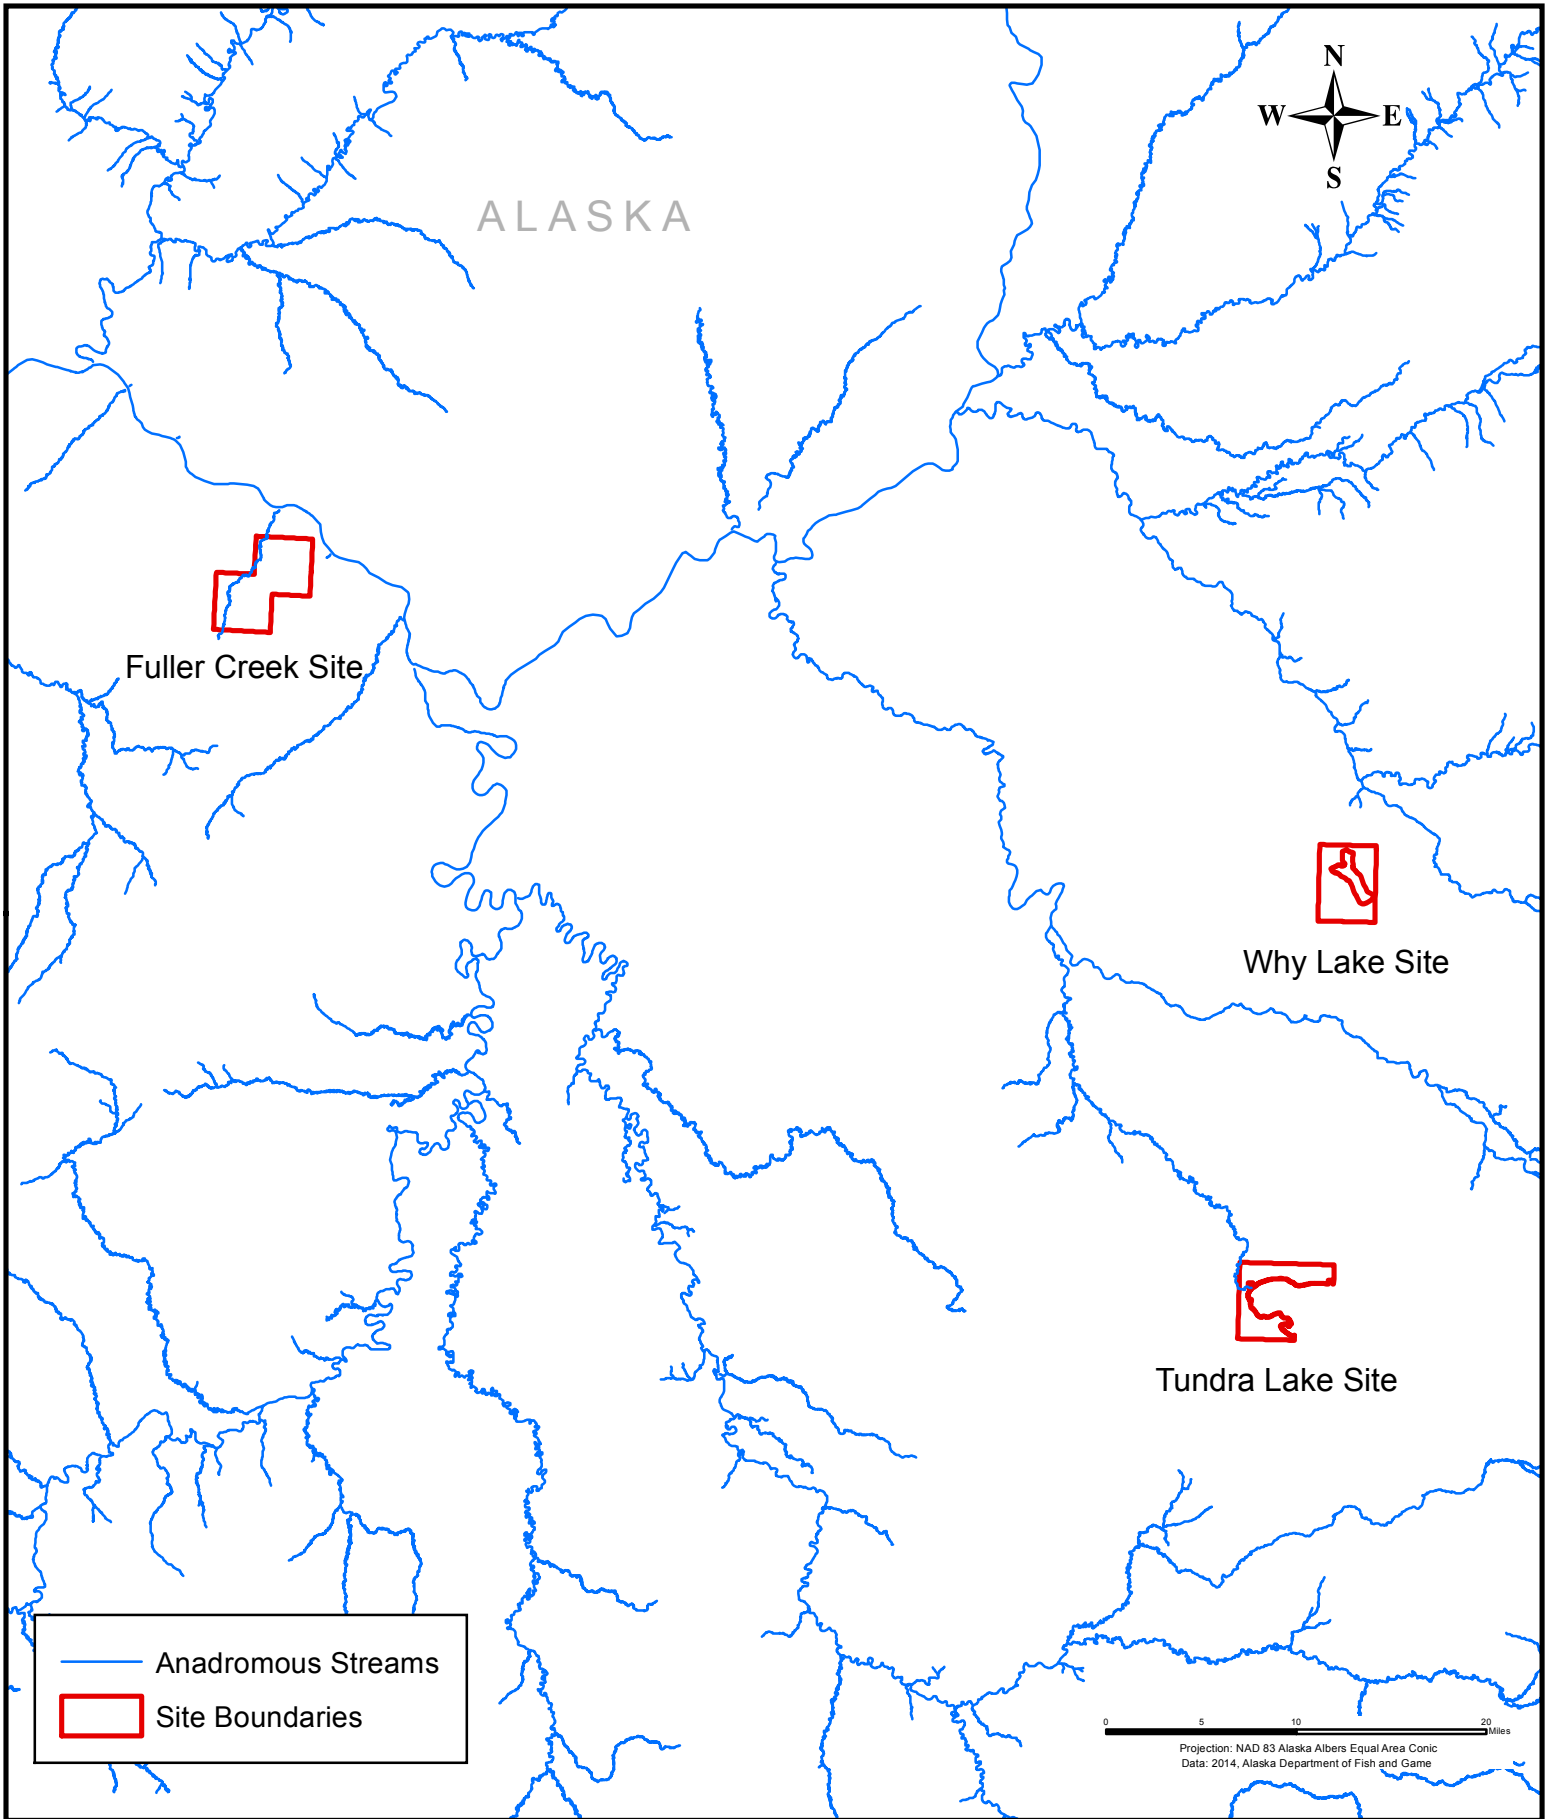 N
W E
S
ALASKA
Fuller Creek Site
Why Lake Site
Tundra Lake Site
Anadromous Streams
Site Boundaries
0 5 10 20
Miles
Projection: NAD 83 Alaska Albers Equal Area Conic
Data: 2014, Alaska Department of Fish and Game